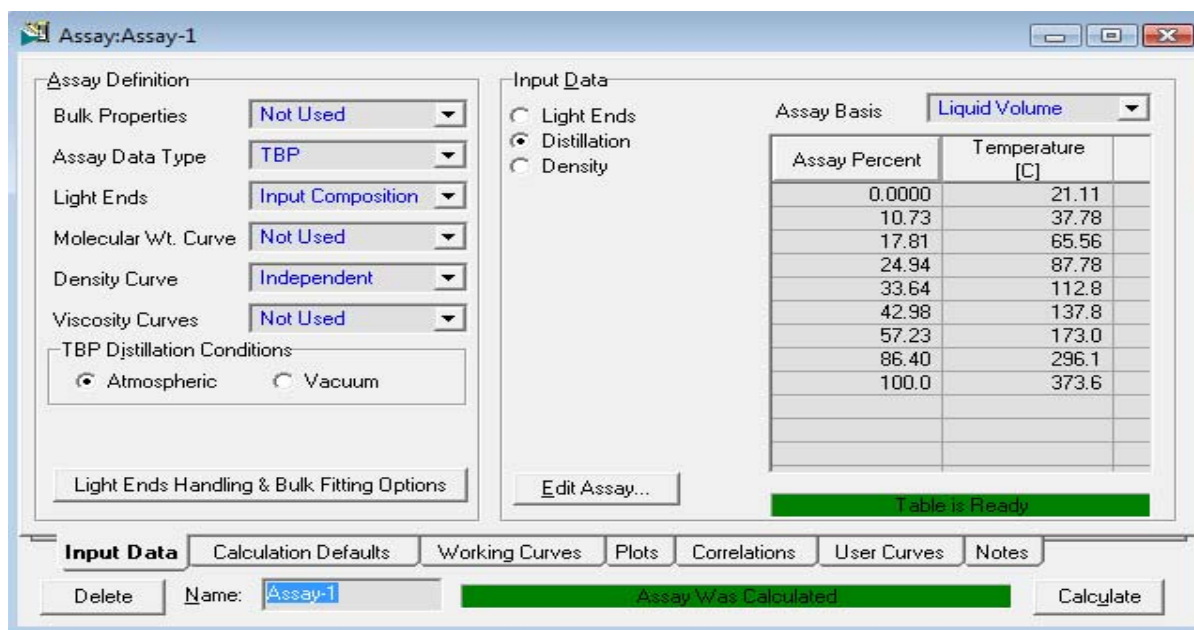 Assay:Assay-1
Assay Definition
Bulk Properties Not Used
Assay Data Type TBP
Light Ends Input Composition
Molecular Wt. Curve Not Used
Density Curve Independent
Viscosity Curves Not Used
TBP Distillation Conditions
Atmospheric Vacuum
Light Ends Handling & Bulk Fitting Options
Input Data
Light Ends
Distillation
Density
Assay Basis Liquid Volume
Assay Percent Temperature
[C]
0.0000 21.11
10.73 37.78
17.81 65.56
24.94 87.78
33.64 112.8
42.98 137.8
57.23 173.0
86.40 296.1
100.0 373.6
Edit Assay...
Table is Ready
Input Data Calculation Defaults Working Curves Plots Correlations User Curves Notes
Delete Name: Assay-1 Assay Was Calculated Calculate